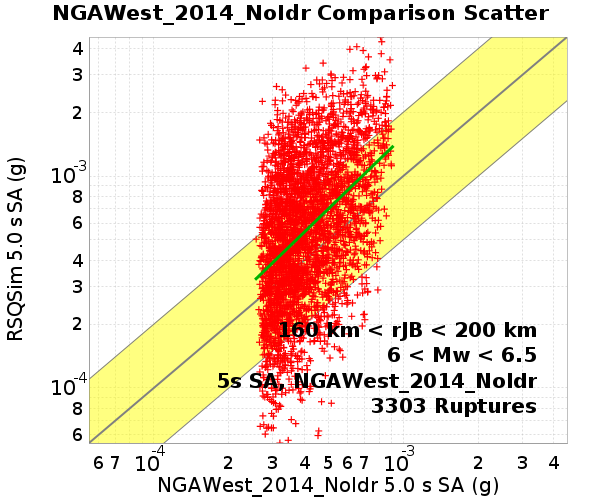 NGAWest_2014_NoIdr Comparison Scatter
RSQSim 5.0 s SA (g)
4
3
2
10-3
8
6
4
3
2
10-4
8
6
160 km < rJB < 200 km
6 < Mw < 6.5
5s SA, NGAWest_2014_NoIdr
3303 Ruptures
6 7 10-4 2 3 4 5 6 7 10-3 2 3 4
NGAWest_2014_NoIdr 5.0 s SA (g)